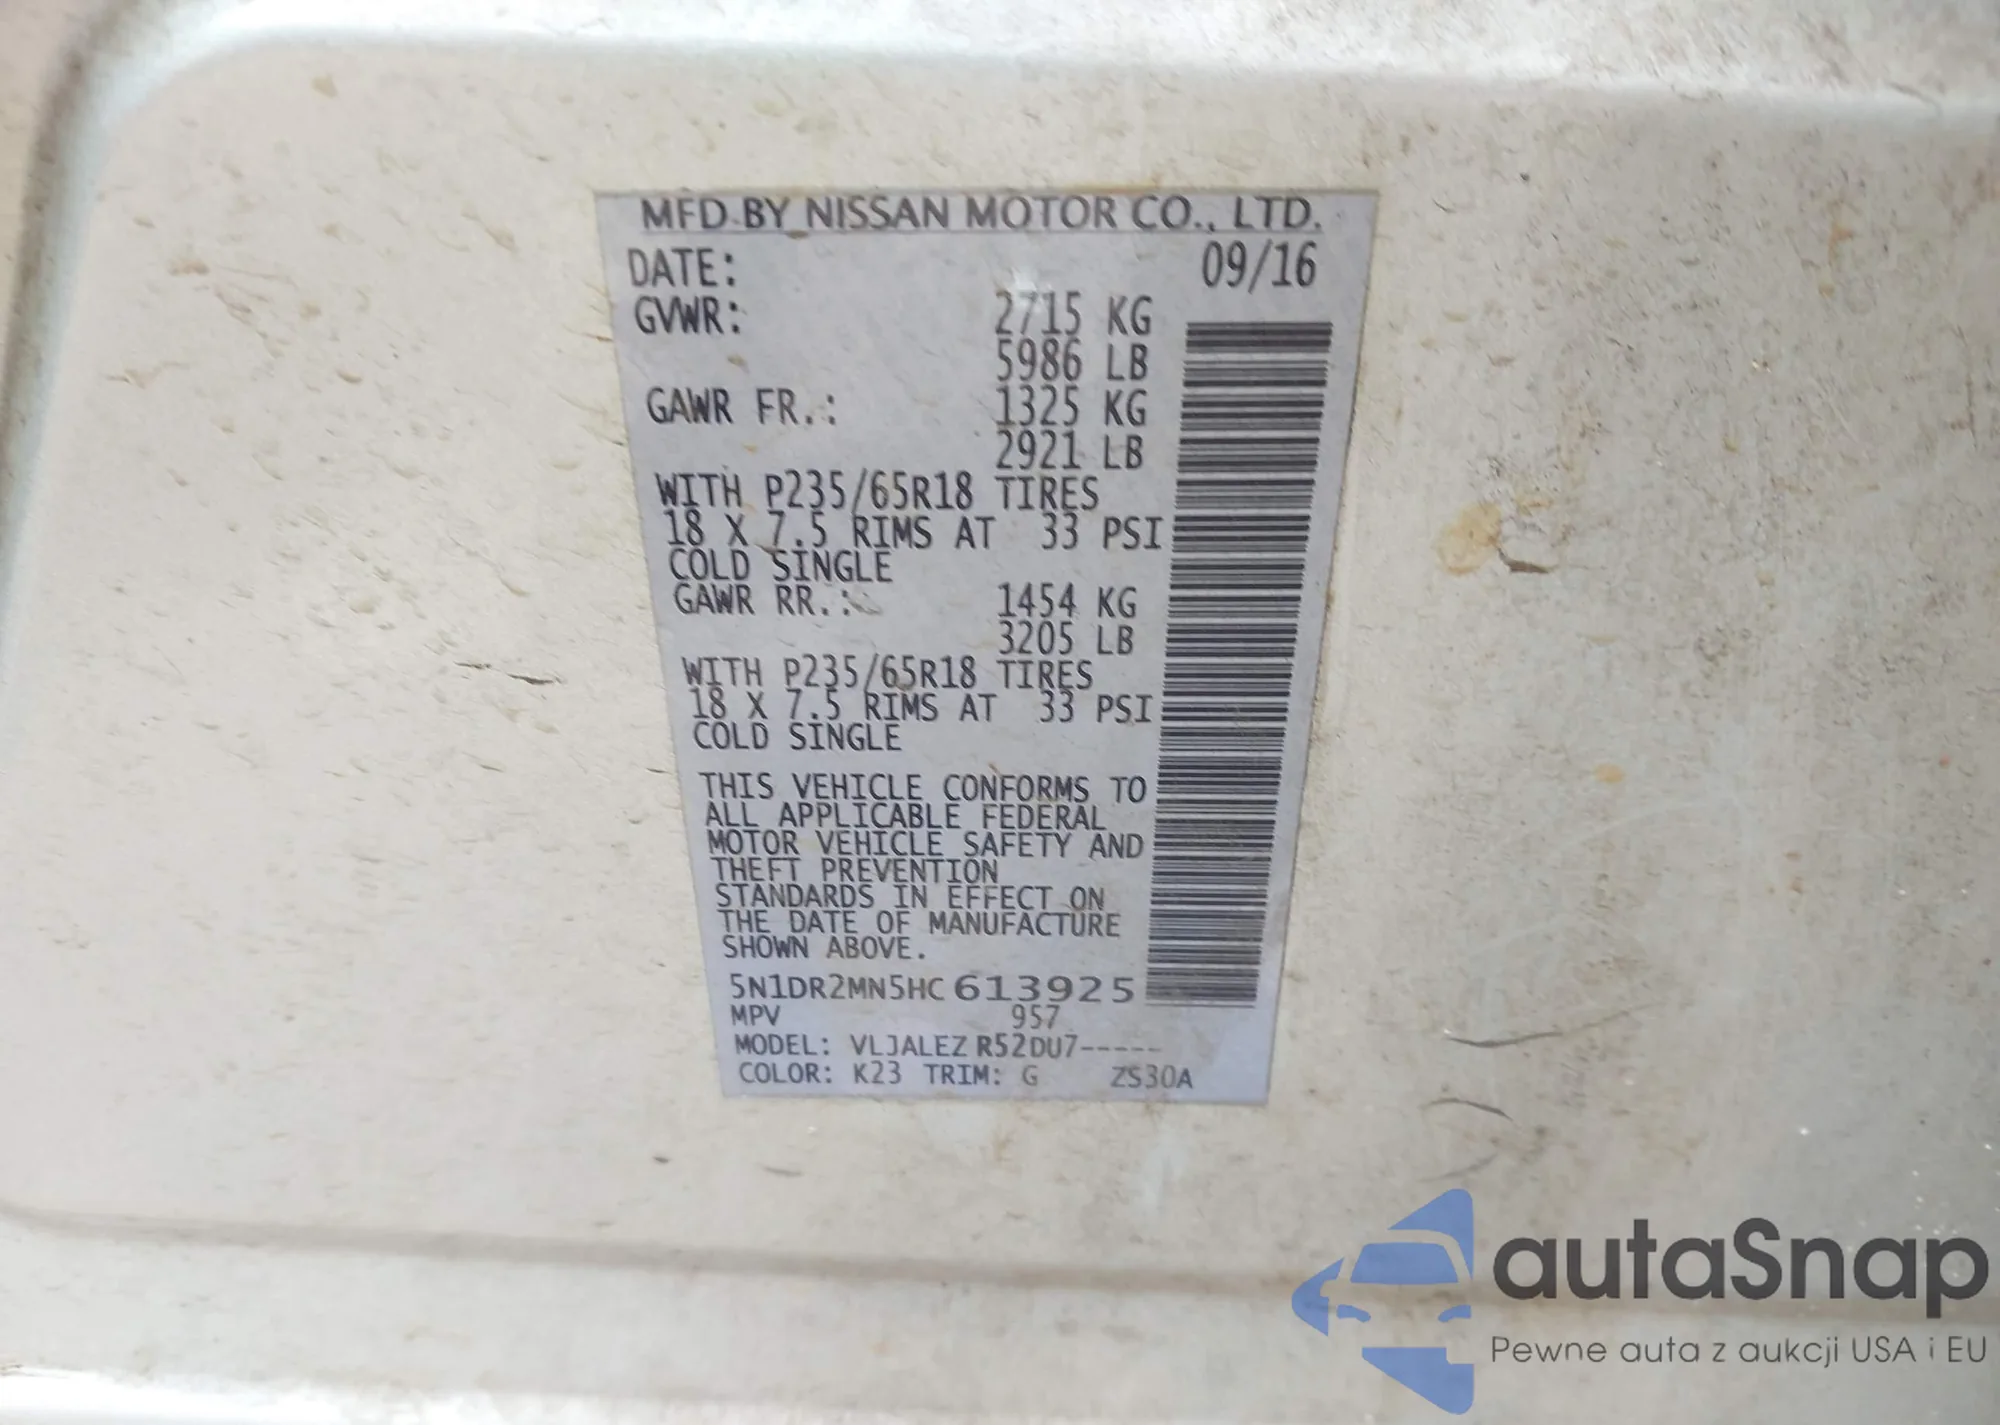 MFD BY NISSAN MOTOR CO., LTD.
DATE: 09/16
GVWR: 2715 KG
5986 LB
GAWR FR.: 1325 KG
2921 LB
WITH P235/65R18 TIRES
18 X 7.5 RIMS AT 33 PSI
COLD SINGLE
GAWR RR.: 1454 KG
3205 LB
WITH P235/65R18 TIRES
18 X 7.5 RIMS AT 33 PSI
COLD SINGLE
THIS VEHICLE CONFORMS TO
ALL APPLICABLE FEDERAL
MOTOR VEHICLE SAFETY AND
THEFT PREVENTION
STANDARDS IN EFFECT ON
THE DATE OF MANUFACTURE
SHOWN ABOVE.
5N1DR2MN5HC613925
MPV 957
MODEL: VLJALEZ R52DU7-----
COLOR: K23 TRIM: G ZS30A
autaSnap
Pewne auta z aukcji USA i EU